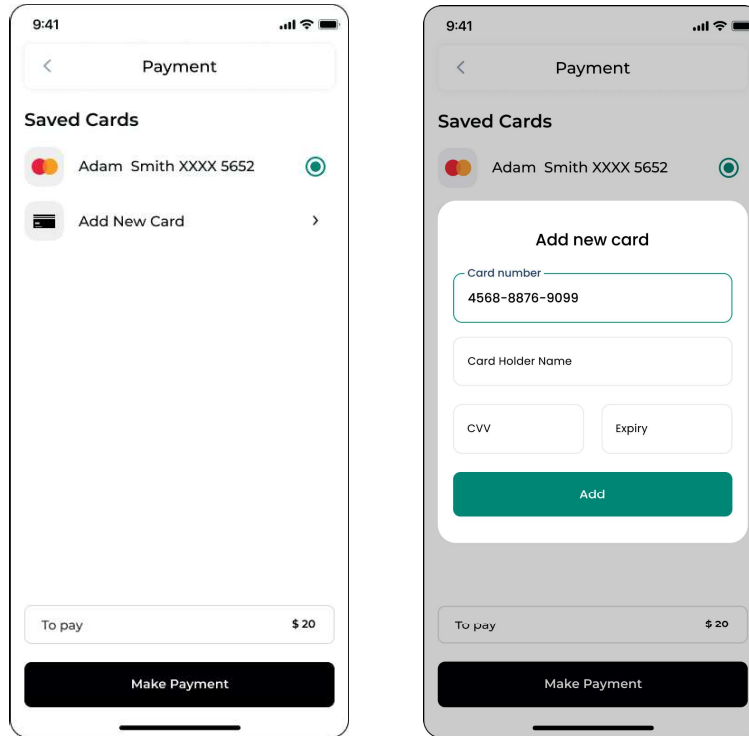 9:41
Payment
Saved Cards
Adam Smith XXXX 5652
Add New Card
To pay $ 20
Make Payment
9:41
Payment
Saved Cards
Adam Smith XXXX 5652
Add new card
Card number
4568-8876-9099
Card Holder Name
CVV Expiry
Add
To pay $ 20
Make Payment